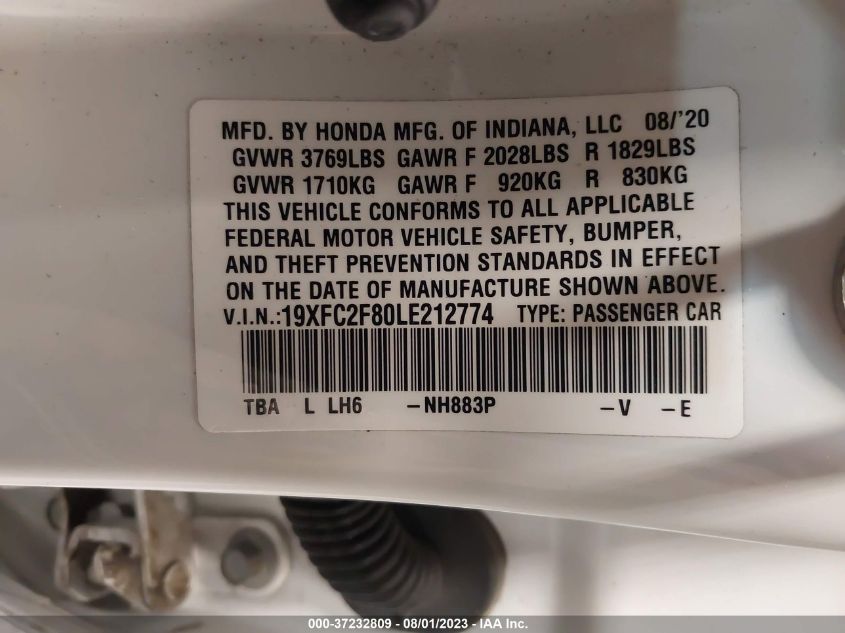 MFD. BY HONDA MFG. OF INDIANA, LLC 08/'20
GVWR 3769LBS GAWR F 2028LBS R 1829LBS
GVWR 1710KG GAWR F 920KG R 830KG
THIS VEHICLE CONFORMS TO ALL APPLICABLE
FEDERAL MOTOR VEHICLE SAFETY, BUMPER,
AND THEFT PREVENTION STANDARDS IN EFFECT
ON THE DATE OF MANUFACTURE SHOWN ABOVE.
V.I.N.:19XFC2F80LE212774 TYPE: PASSENGER CAR
TBA L LH6 -NH883P -V -E
000-37232809 - 08/01/2023 - IAA Inc.